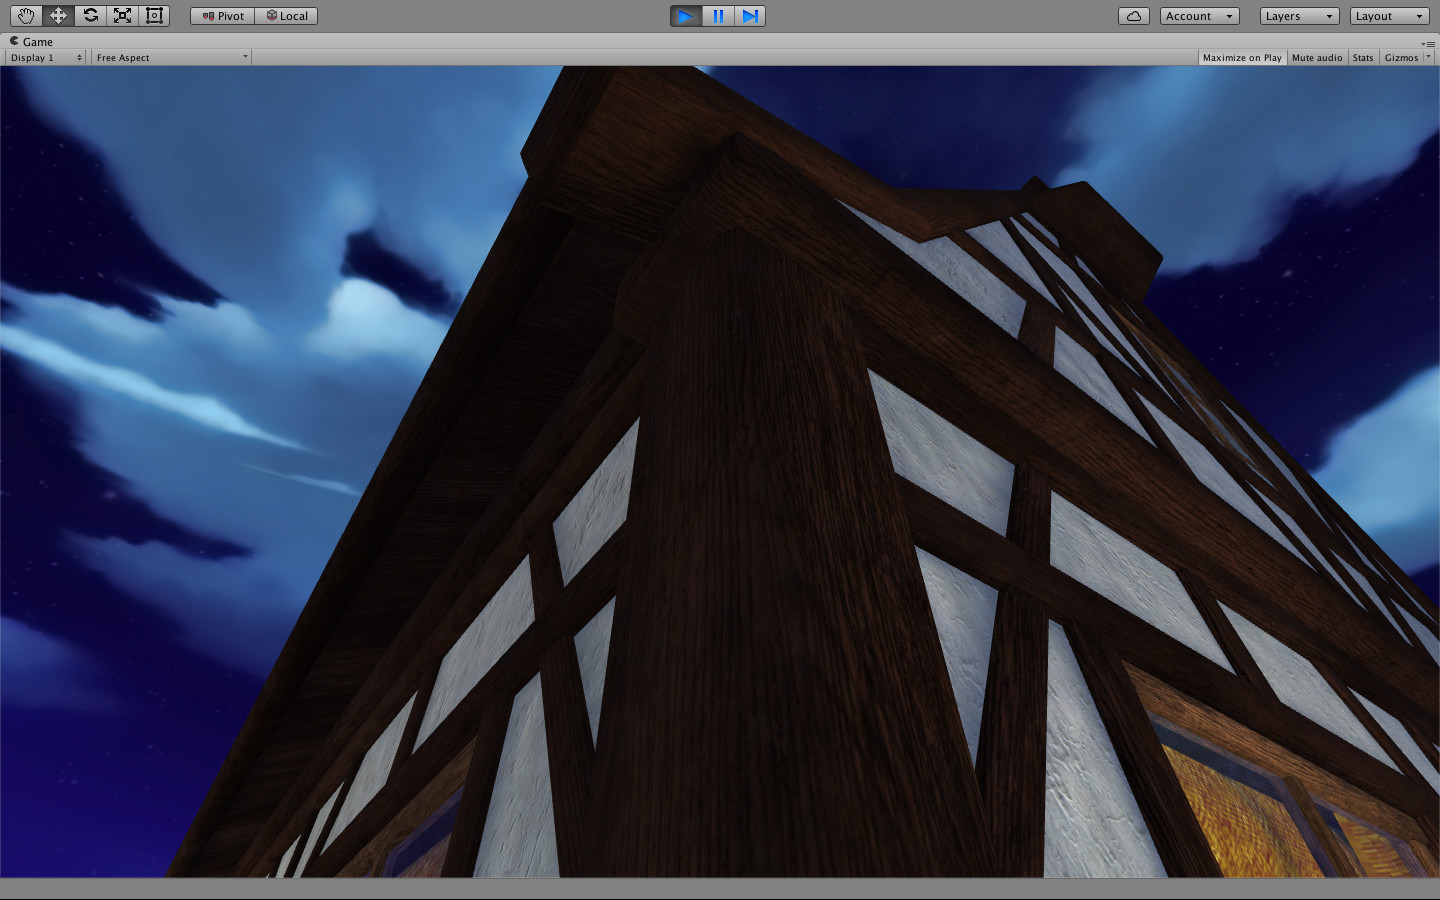 Pivot Local Account Layers Layout
Game
Display 1 Free Aspect Maximize on Play Mute audio Stats Gizmos